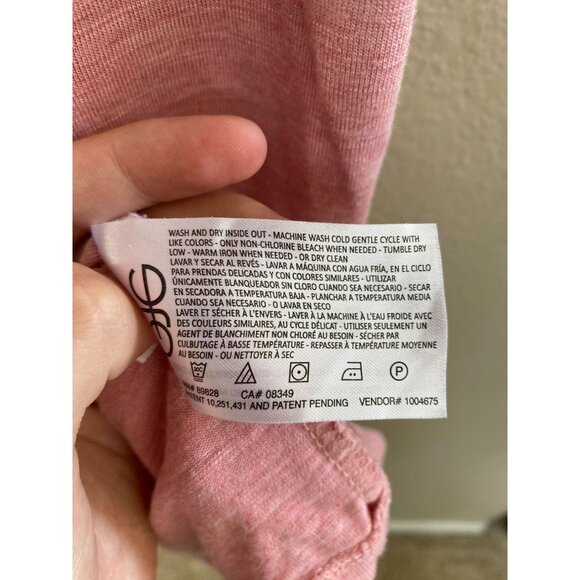 WASH AND DRY INSIDE OUT - MACHINE WASH COLD GENTLE CYCLE WITH
LIKE COLORS - ONLY NON-CHLORINE BLEACH WHEN NEEDED - TUMBLE DRY
LOW - WARM IRON WHEN NEEDED - OR DRY CLEAN
LAVAR Y SECAR AL REVÉS - LAVAR A MÁQUINA CON AGUA FRÍA, EN EL CICLO
PARA PRENDAS DELICADAS Y CON COLORES SIMILARES - UTILIZAR
ÚNICAMENTE BLANQUEADOR SIN CLORO CUANDO SEA NECESARIO - SECAR
EN SECADORA A TEMPERATURA BAJA - PLANCHAR A TEMPERATURA MEDIA
CUANDO SEA NECESARIO - O LAVAR EN SECO
LAVER ET SÉCHER À L'ENVERS - LAVER À LA MACHINE À L'EAU FROIDE AVEC
DES COULEURS SIMILAIRES, AU CYCLE DÉLICAT - UTILISER SEULEMENT UN
AGENT DE BLANCHIMENT NON CHLORÉ AU BESOIN - SÉCHER PAR
CULBUTAGE À BASSE TEMPÉRATURE - REPASSER À TEMPÉRATURE MOYENNE
AU BESOIN - OU NETTOYER À SEC
P
89828 CA# 08349
PATENT 10,251,431 AND PATENT PENDING VENDOR# 1004675